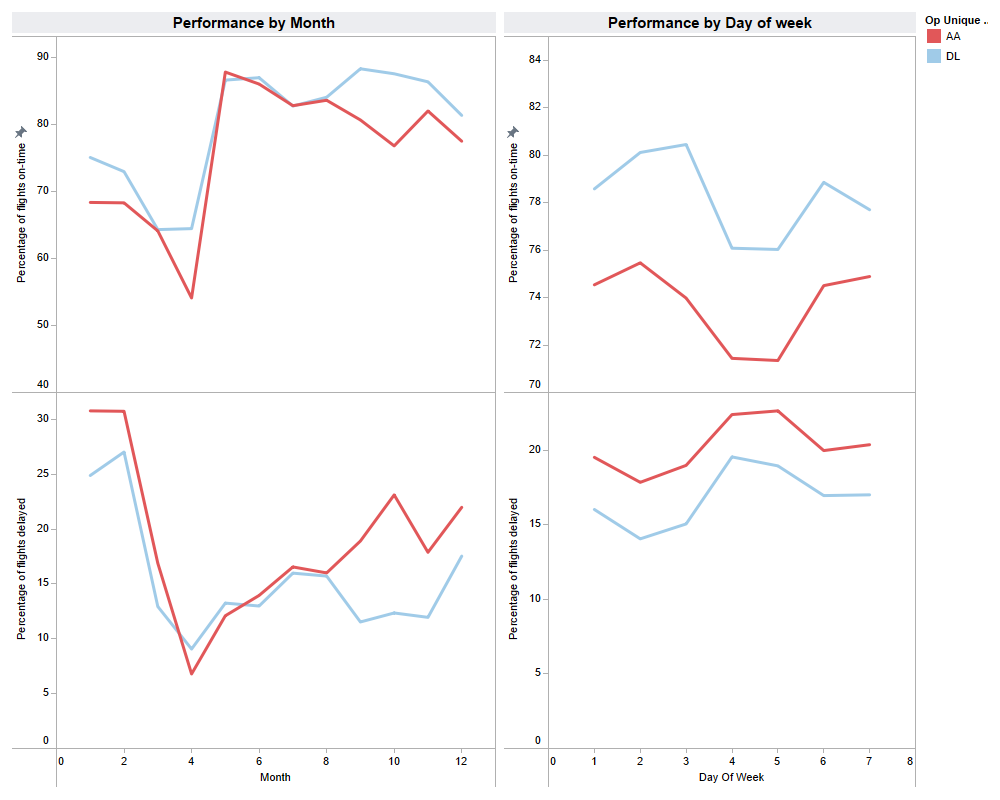 Performance by Month
Performance by Day of week
Op Unique ..
AA
DL
Percentage of flights on-time
90
80
70
60
50
40
Percentage of flights delayed
30
25
20
15
10
5
0
0 2 4 6 8 10 12
Month
Percentage of flights on-time
84
82
80
78
76
74
72
70
Percentage of flights delayed
20
15
10
5
0
0 1 2 3 4 5 6 7 8
Day Of Week